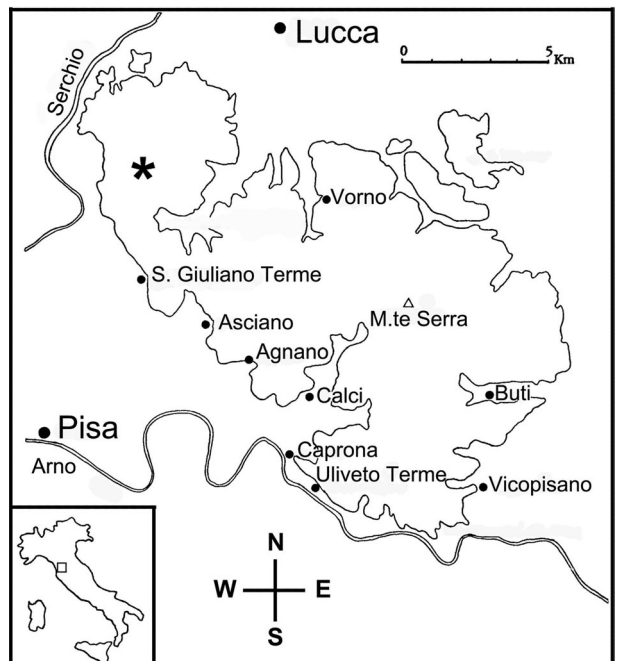 Lucca
0 5
Km
Serchio
*
Vorno
S. Giuliano Terme
Asciano
M.te Serra
Agnano
Calci
Buti
Pisa
Caprona
Arno
Uliveto Terme
Vicopisano
N
W E
S